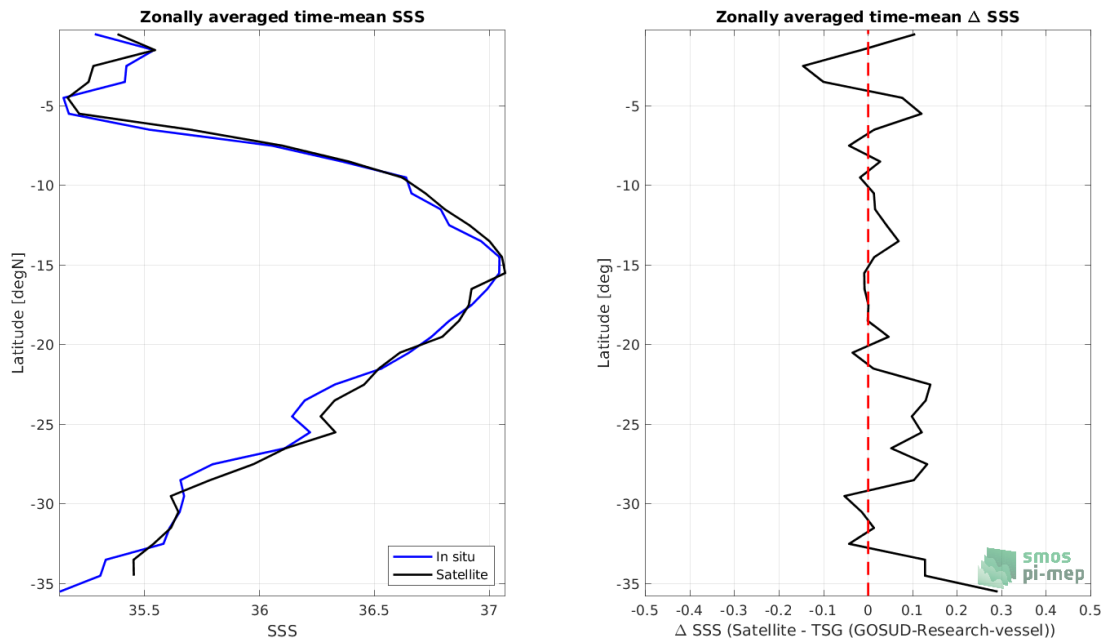 Zonally averaged time-mean SSS
-5
-10
-15
-20
-25
-30
-35
Latitude [degN]
35.5
36
36.5
37
SSS
In situ
Satellite
Zonally averaged time-mean Δ SSS
-5
-10
-15
-20
-25
-30
-35
Latitude [deg]
-0.5
-0.4
-0.3
-0.2
-0.1
0
0.1
0.2
0.3
0.4
0.5
Δ SSS (Satellite - TSG (GOSUD-Research-vessel))
smos
pi-mep